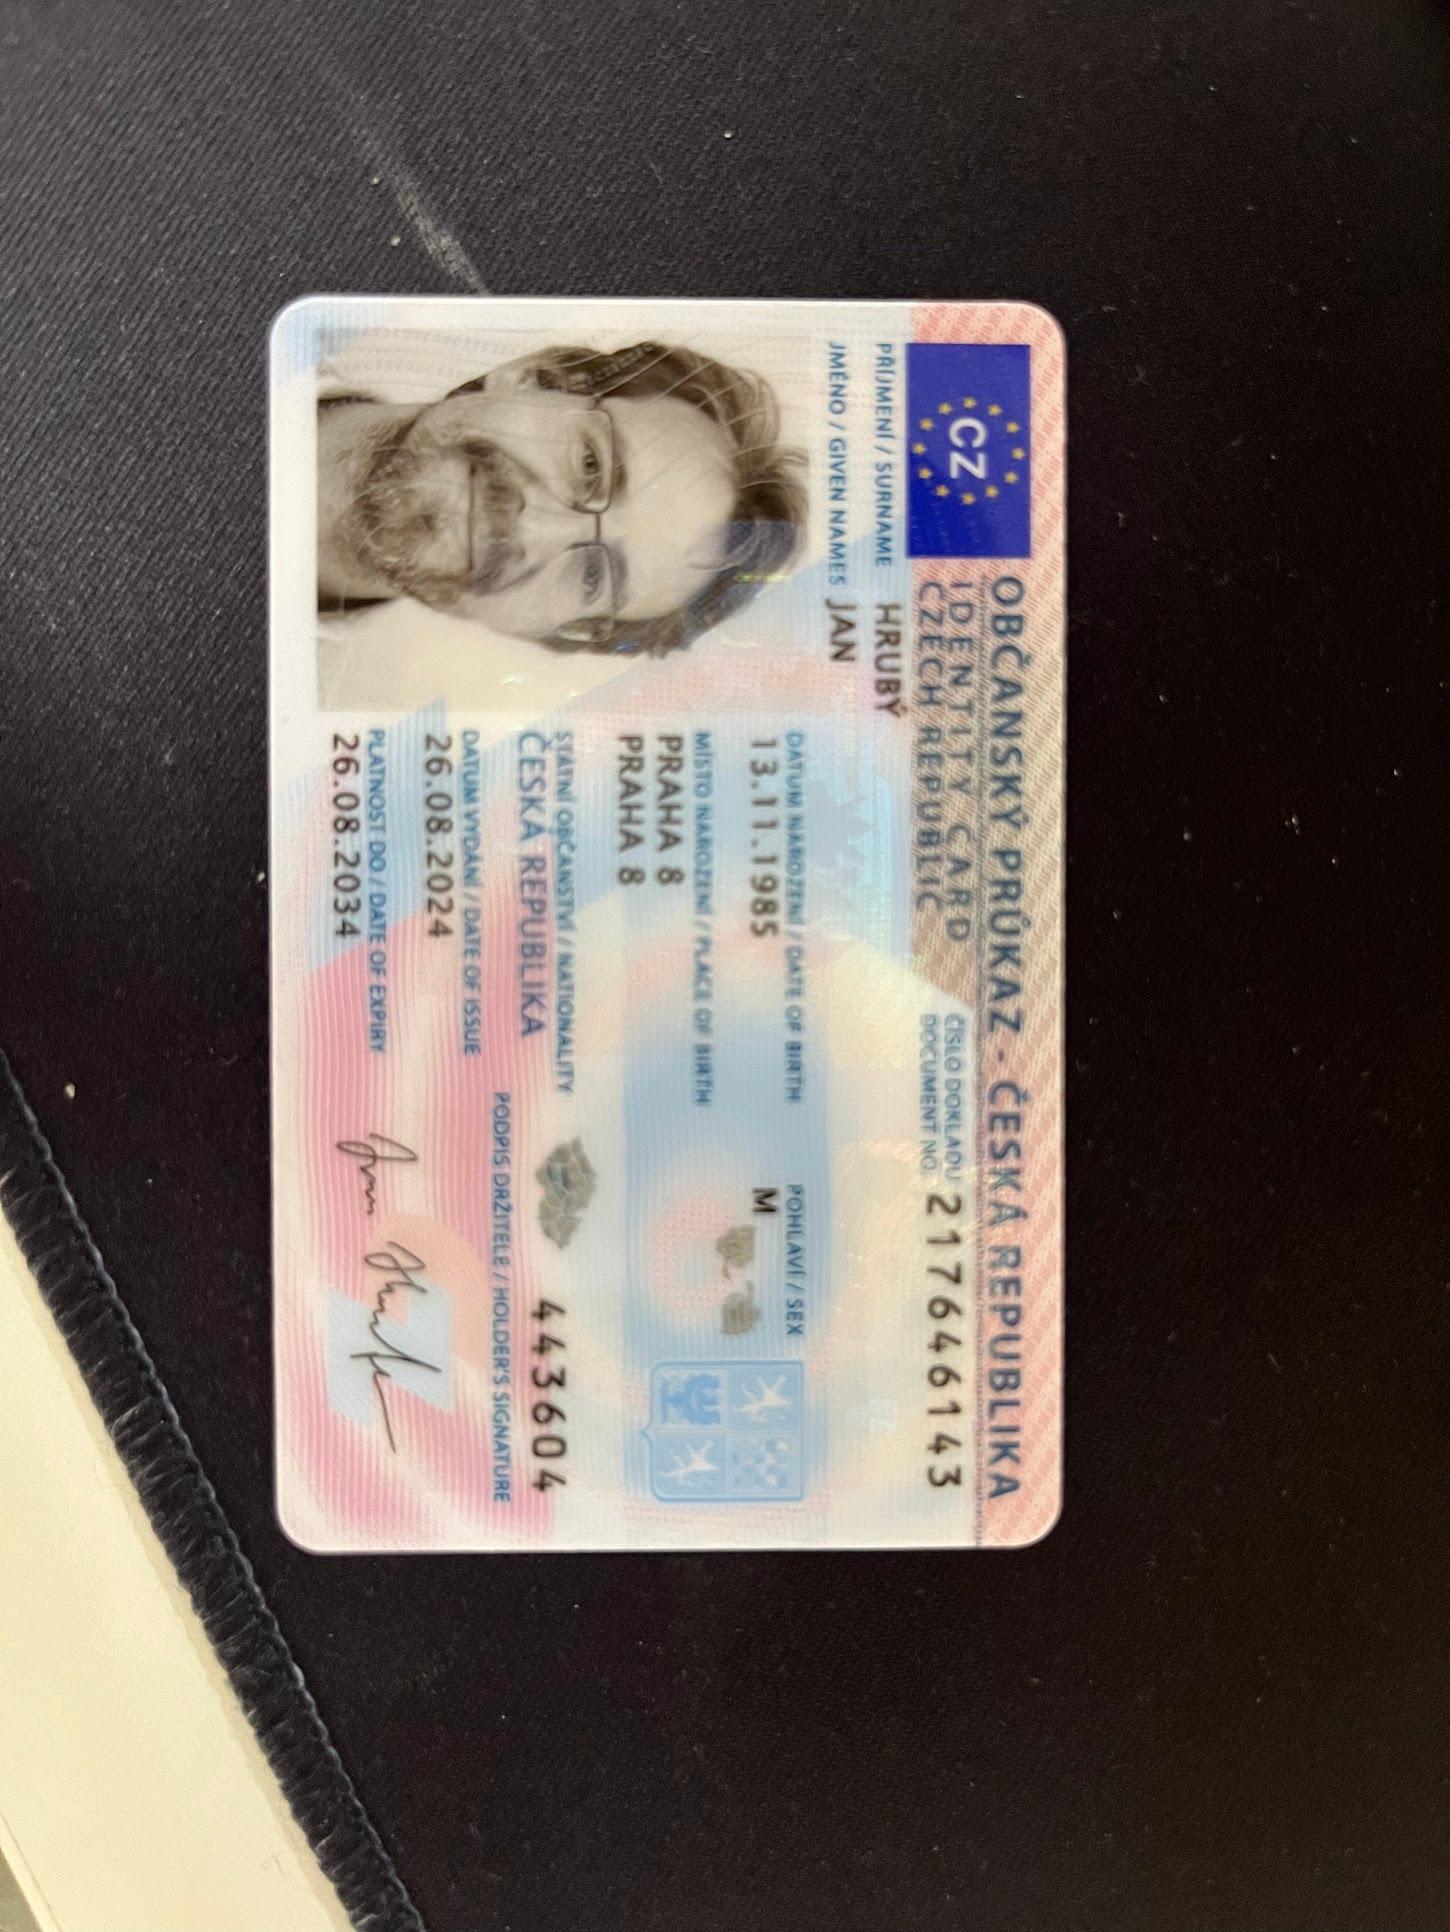 OBČANSKÝ PRŮKAZ - ČESKÁ REPUBLIKA
CZ
IDENTITY CARD
CZECH REPUBLIC
ČÍSLO DOKLADU
DOCUMENT NO.
217646143
PŘÍJMENÍ / SURNAME HRUBÝ
JMÉNO / GIVEN NAMES JAN
DATUM NAROZENÍ / DATE OF BIRTH
13.11.1985
POHLAVÍ / SEX
M
MÍSTO NAROZENÍ / PLACE OF BIRTH
PRAHA 8
PRAHA 8
STÁTNÍ OBČANSTVÍ / NATIONALITY
ČESKÁ REPUBLIKA
443604
DATUM VYDÁNÍ / DATE OF ISSUE
26.08.2024
PODPIS DRŽITELE / HOLDER'S SIGNATURE
PLATNOST DO / DATE OF EXPIRY
26.08.2034